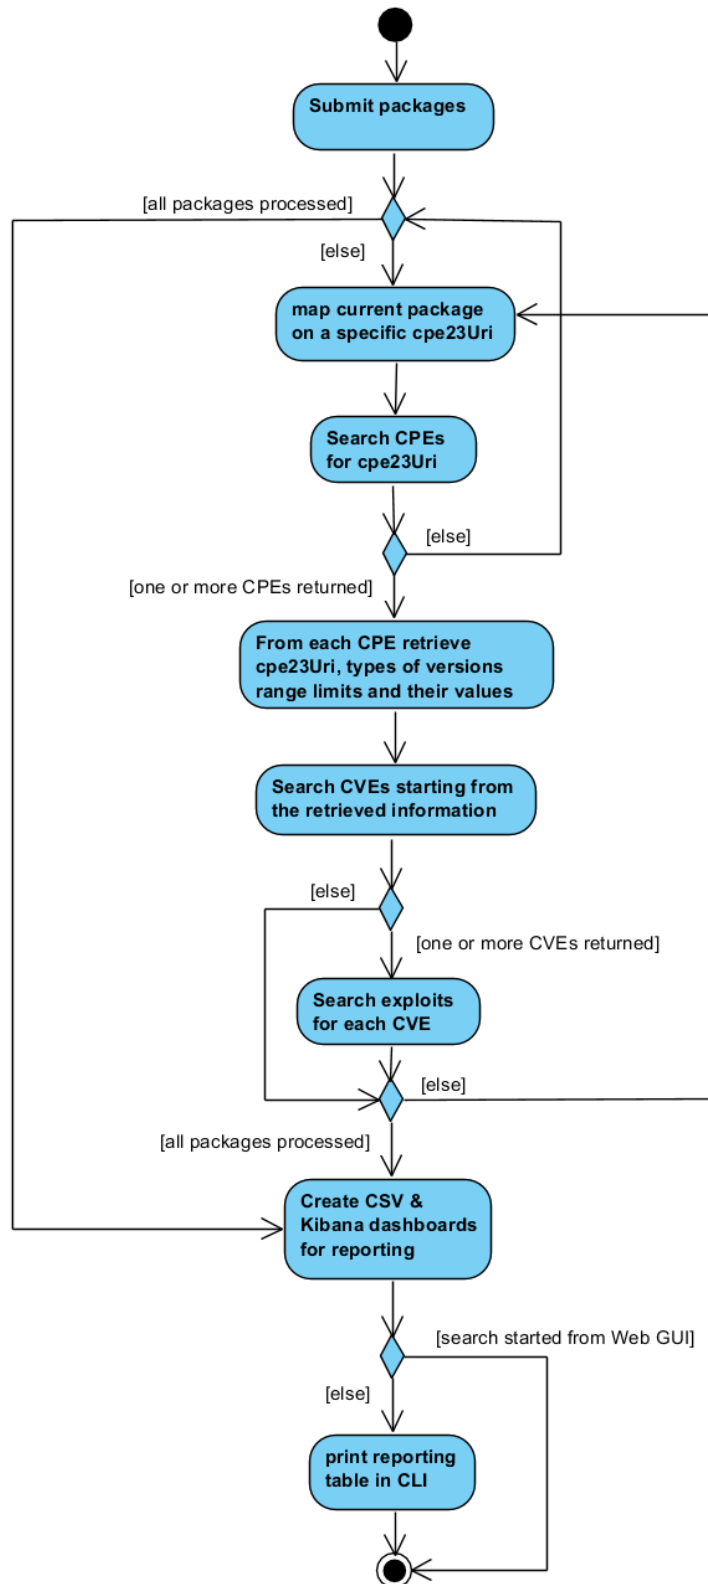 Submit packages
[all packages processed]
[else]
map current package
on a specific cpe23Uri
Search CPEs
for cpe23Uri
[else]
[one or more CPEs returned]
From each CPE retrieve
cpe23Uri, types of versions
range limits and their values
Search CVEs starting from
the retrieved information
[else]
[one or more CVEs returned]
Search exploits
for each CVE
[else]
[all packages processed]
Create CSV &
Kibana dashboards
for reporting
[search started from Web GUI]
[else]
print reporting
table in CLI